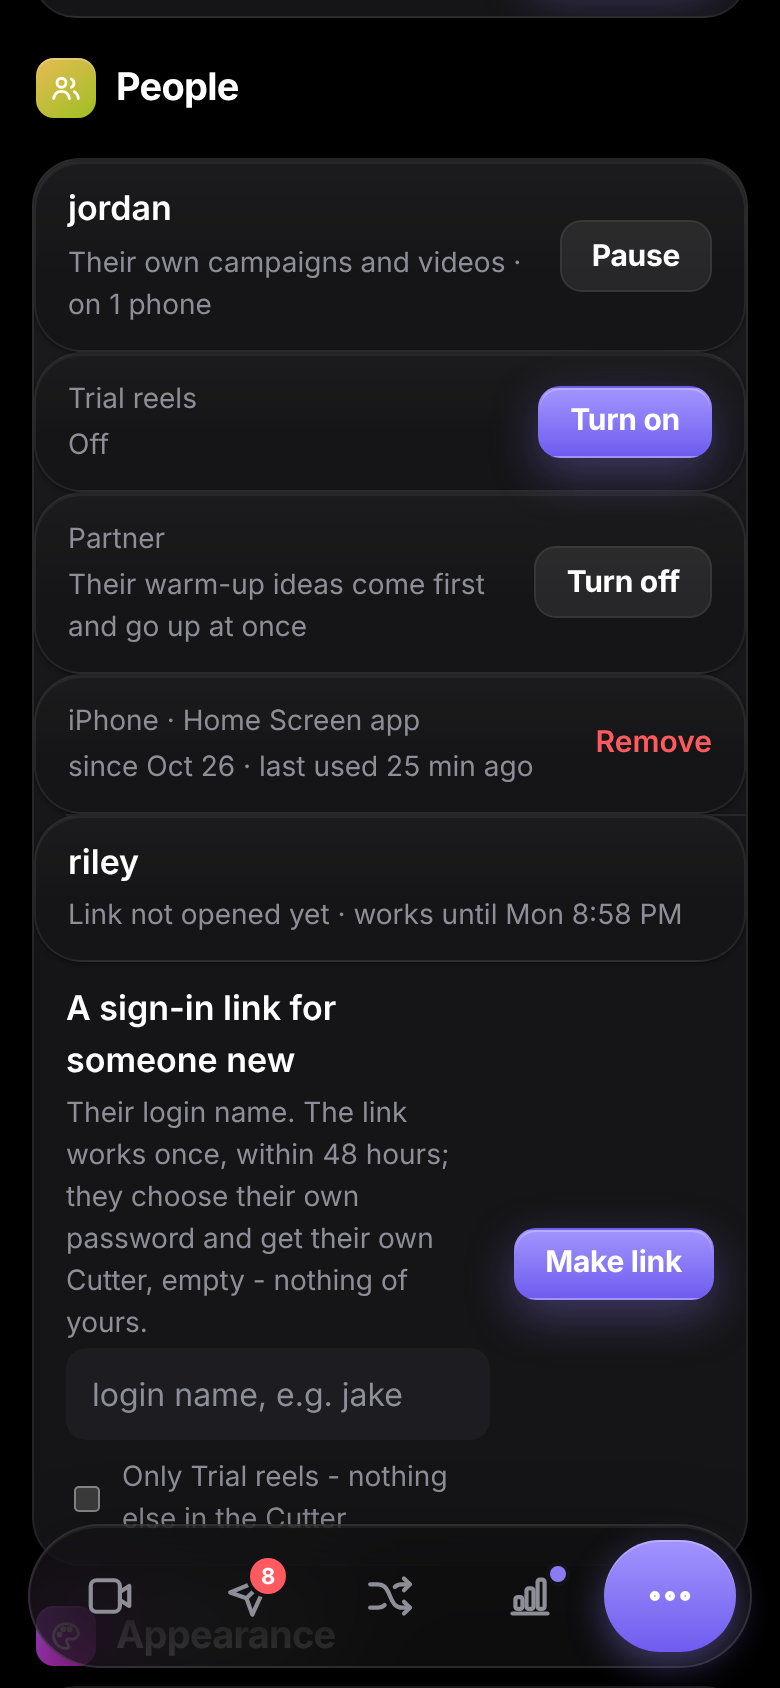 People
jordan
Their own campaigns and videos ·
on 1 phone
Pause
Trial reels
Off
Turn on
Partner
Their warm-up ideas come first
and go up at once
Turn off
iPhone · Home Screen app
since Oct 26 · last used 25 min ago
Remove
riley
Link not opened yet · works until Mon 8:58 PM
A sign-in link for
someone new
Their login name. The link
works once, within 48 hours;
they choose their own
password and get their own
Cutter, empty - nothing of
yours.
Make link
login name, e.g. jake
Only Trial reels - nothing
else in the Cutter
8
Appearance